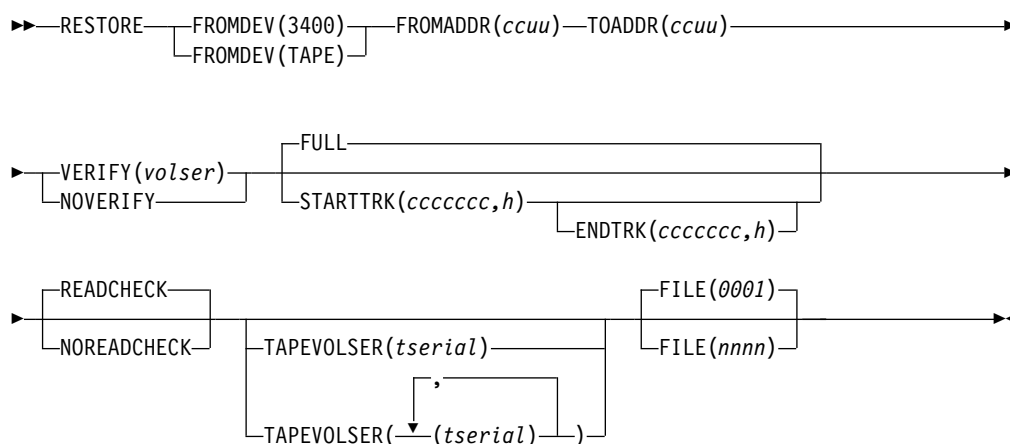 RESTORE FROMDEV(3400) FROMADDR(ccuu) TOADDR(ccuu)
FROMDEV(TAPE)
FULL
VERIFY(volser)
NOVERIFY STARTTRK(ccccccc,h)
ENDTRK(ccccccc,h)
READCHECK FILE(0001)
NOREADCHECK TAPEVOLSER(tserial) FILE(nnnn)
,
TAPEVOLSER( (tserial) )